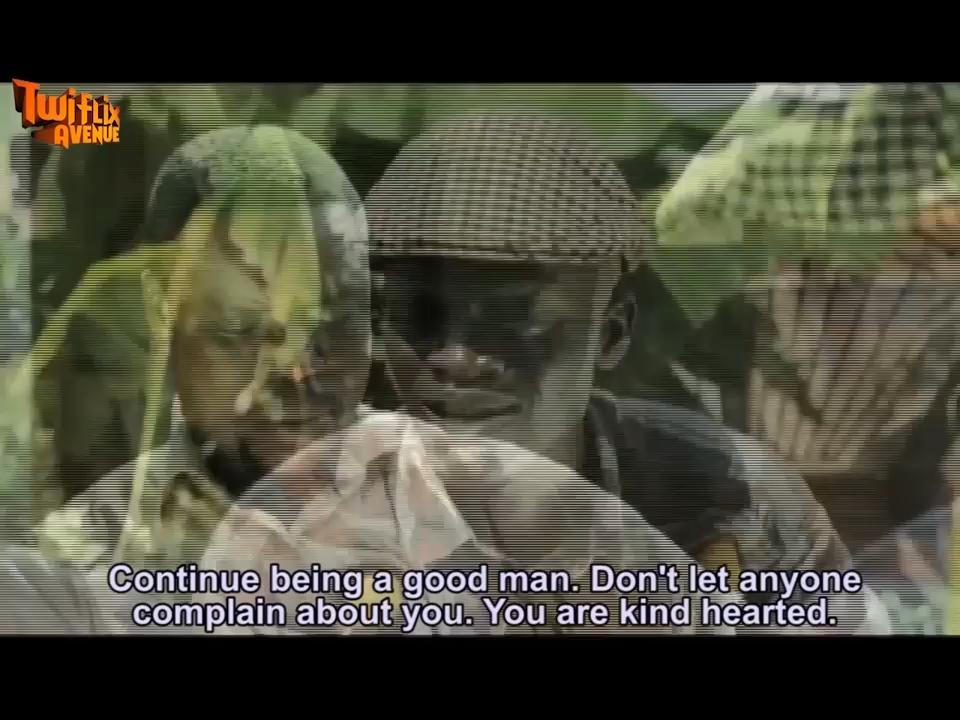 TwiFLix
AVENUE
Continue being a good man. Don't let anyone
complain about you. You are kind hearted.